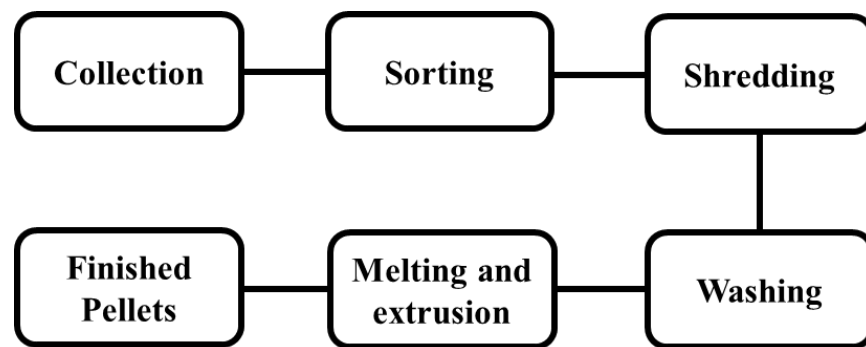 Collection
Sorting
Shredding
Finished
Pellets
Melting and
extrusion
Washing